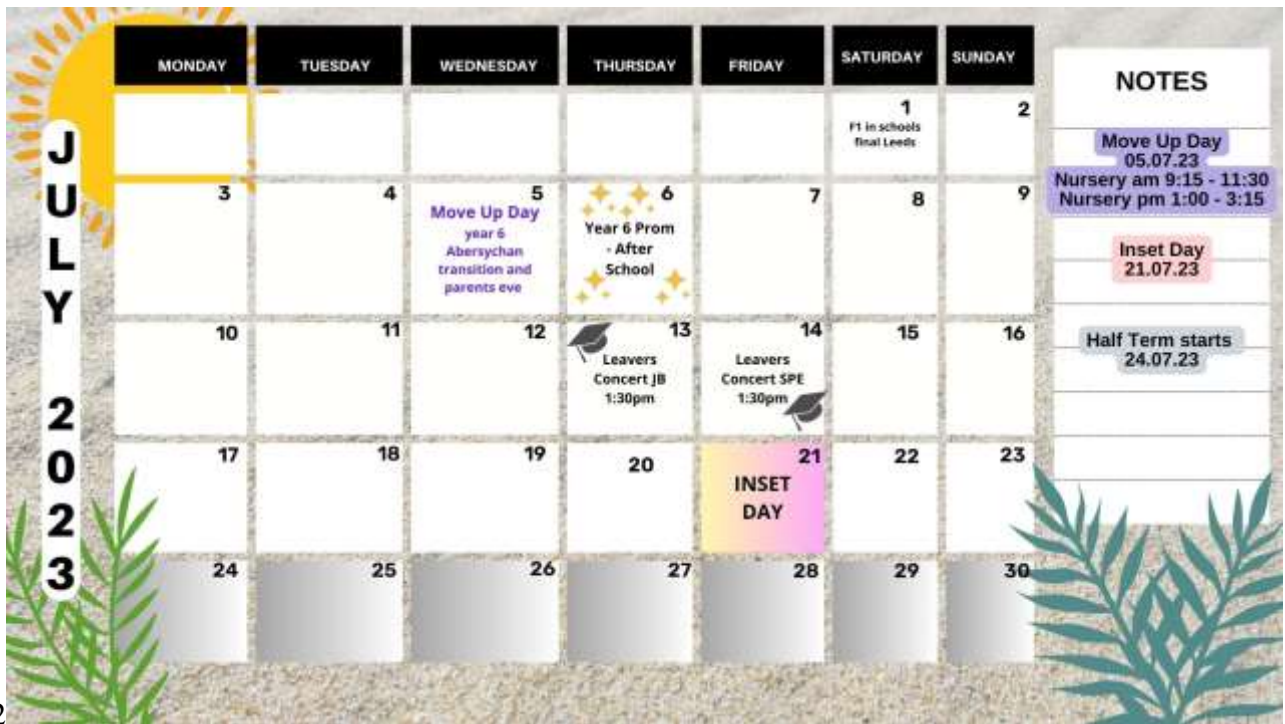 MONDAY TUESDAY WEDNESDAY THURSDAY FRIDAY SATURDAY SUNDAY
1
F1 in schools
final Leeds
2
3
4
5
Move Up Day
year 6
Abersychan
transition and
parents eve
6
Year 6 Prom
- After
School
7
8
9
10
11
12
13
Leavers
Concert JB
1:30pm
14
Leavers
Concert SPE
1:30pm
15
16
17
18
19
20
21
INSET
DAY
22
23
24
25
26
27
28
29
30
JULY 2023
NOTES
Move Up Day
05.07.23
Nursery am 9:15 - 11:30
Nursery pm 1:00 - 3:15
Inset Day
21.07.23
Half Term starts
24.07.23
2